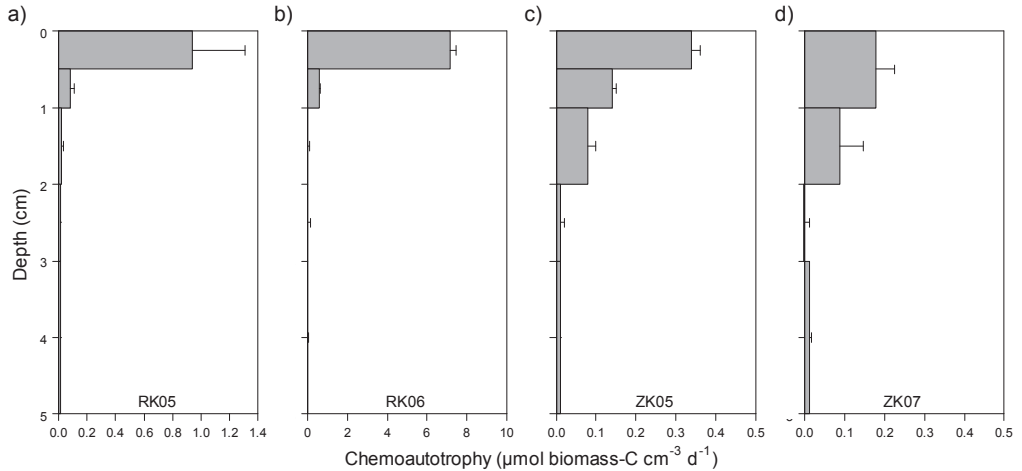 a)
b)
c)
d)
0
1
2
3
4
5
Depth (cm)
RK05
RK06
ZK05
ZK07
0.0 0.2 0.4 0.6 0.8 1.0 1.2 1.4
0 2 4 6 8 10
0.0 0.1 0.2 0.3 0.4 0.5
0.0 0.1 0.2 0.3 0.4 0.5
Chemoautotrophy (µmol biomass-C cm⁻³ d⁻¹)